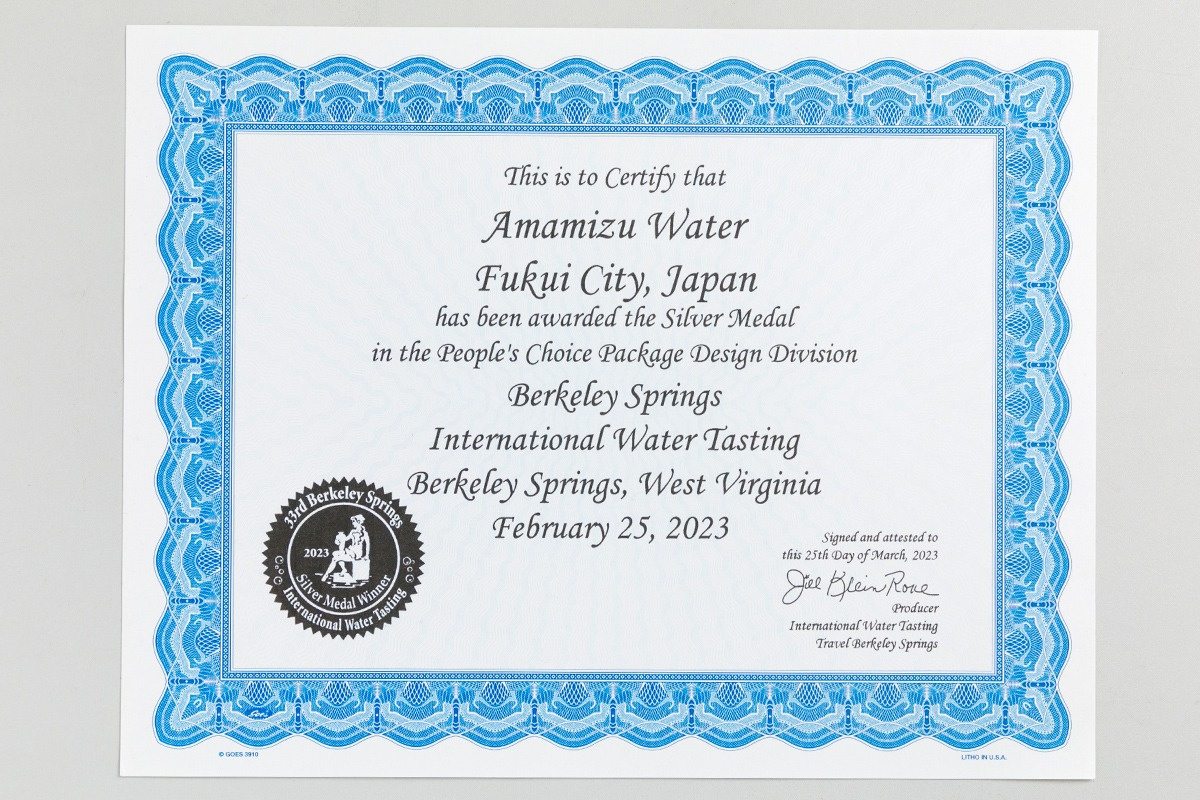 This is to Certify that
Amamizu Water
Fukui City, Japan
has been awarded the Silver Medal
in the People's Choice Package Design Division
Berkeley Springs
International Water Tasting
Berkeley Springs, West Virginia
February 25, 2023
33rd Berkeley Springs
2023
Silver Medal Winner
International Water Tasting
Signed and attested to
this 25th Day of March, 2023
Jill Klein Rone
Producer
International Water Tasting
Travel Berkeley Springs
© GOES 3910
LITHO IN U.S.A.